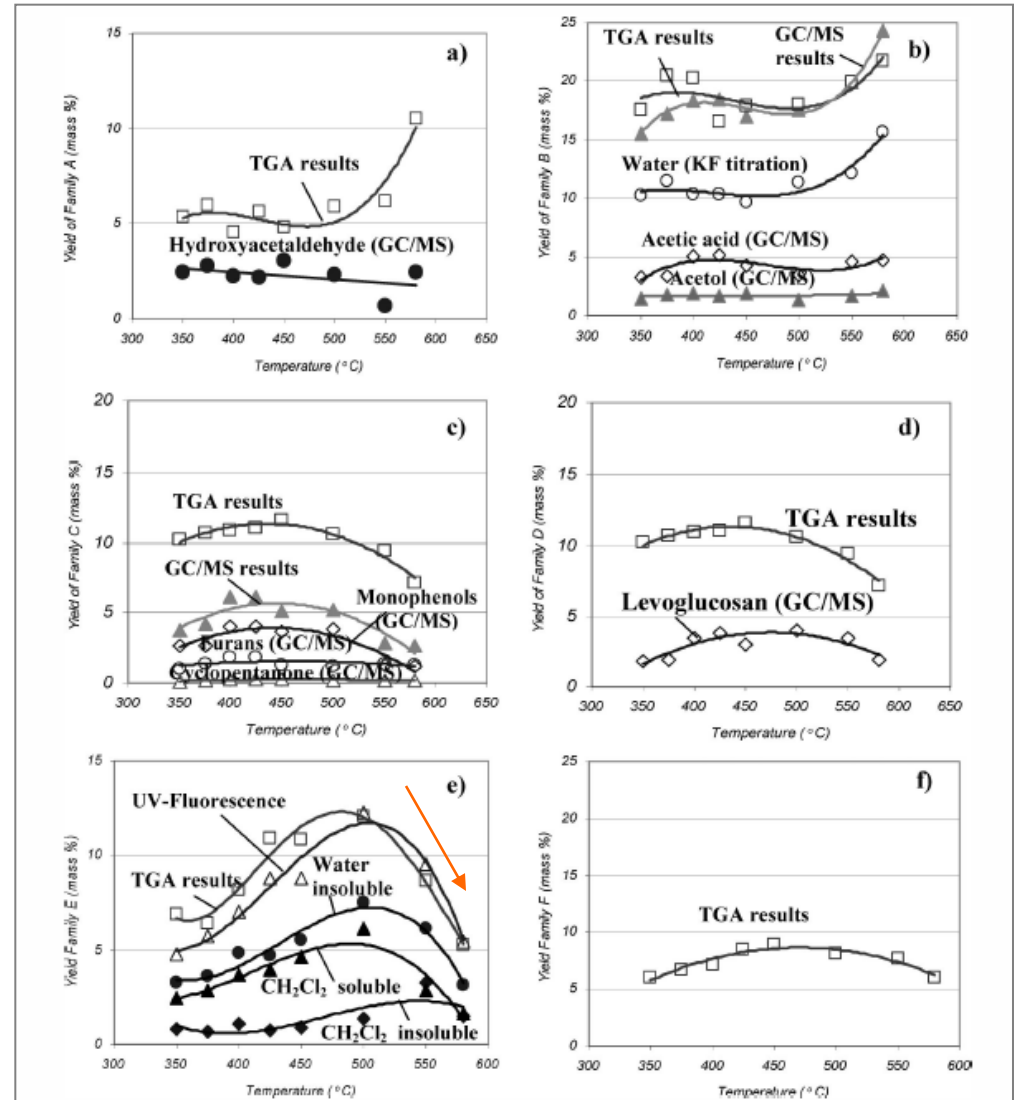 a)
Yield of Family A (mass %)
15
10
5
0
TGA results
Hydroxyacetaldehyde (GC/MS)
300 350 400 450 500 550 600 650
Temperature (°C)
b)
Yield of Family B (mass %)
25
20
15
10
5
0
TGA results
GC/MS
results
Water (KF titration)
Acetic acid (GC/MS)
Acetol (GC/MS)
300 350 400 450 500 550 600 650
Temperature (°C)
c)
Yield of Family C (mass %)
20
15
10
5
0
TGA results
GC/MS results
Monophenols
(GC/MS)
Furans (GC/MS)
Cyclopentanone (GC/MS)
300 350 400 450 500 550 600 650
Temperature (°C)
d)
Yield of Family D (mass %)
20
15
10
5
0
TGA results
Levoglucosan (GC/MS)
300 350 400 450 500 550 600 650
Temperature (°C)
e)
Yield Family E (mass %)
15
10
5
0
UV-Fluorescence
TGA results
Water
insoluble
CH₂Cl₂ soluble
CH₂Cl₂ insoluble
300 350 400 450 500 550 600
Temperature (°C)
f)
Yield Family F (mass %)
20
15
10
5
0
TGA results
300 350 400 450 500 550 600
Temperature (°C)